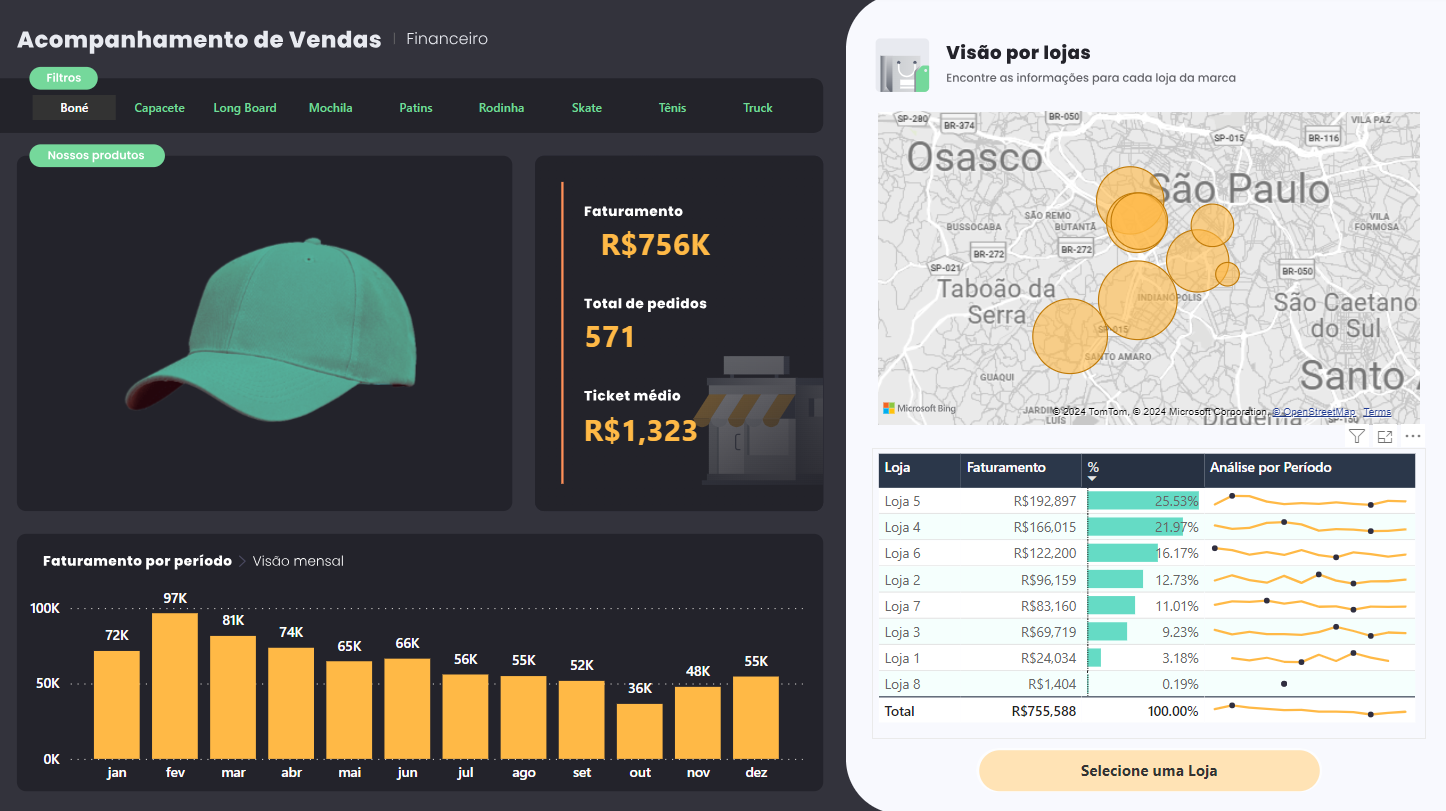 Acompanhamento de Vendas | Financeiro
Filtros
Boné Capacete Long Board Mochila Patins Rodinha Skate Tênis Truck
Nossos produtos
Faturamento
R$756K
Total de pedidos
571
Ticket médio
R$1,323
Faturamento por período > Visão mensal
100K
50K
0K
72K 97K 81K 74K 65K 66K 56K 55K 52K 36K 48K 55K
jan fev mar abr mai jun jul ago set out nov dez
Visão por lojas
Encontre as informações para cada loja da marca
SP-280
BR-374
BR-050
SP-015
BR-116
VILA PAZ
Osasco
São Paulo
SÃO REMO
BUTANTÃ
BUSSOCABA
BR-272
BR-272
VILA
FORMOSA
SP-021
BR-050
Taboão da
Serra
INDIANÓPOLIS
São Caetano
do Sul
SP-015
SANTO AMARO
GUAQUI
Santo
Microsoft Bing
© 2024 TomTom, © 2024 Microsoft Corporation, © OpenStreetMap Terms
LUÍS
Diadema
SP-150
Loja Faturamento % Análise por Período
Loja 5 R$192,897 25.53%
Loja 4 R$166,015 21.97%
Loja 6 R$122,200 16.17%
Loja 2 R$96,159 12.73%
Loja 7 R$83,160 11.01%
Loja 3 R$69,719 9.23%
Loja 1 R$24,034 3.18%
Loja 8 R$1,404 0.19%
Total R$755,588 100.00%
Selecione uma Loja